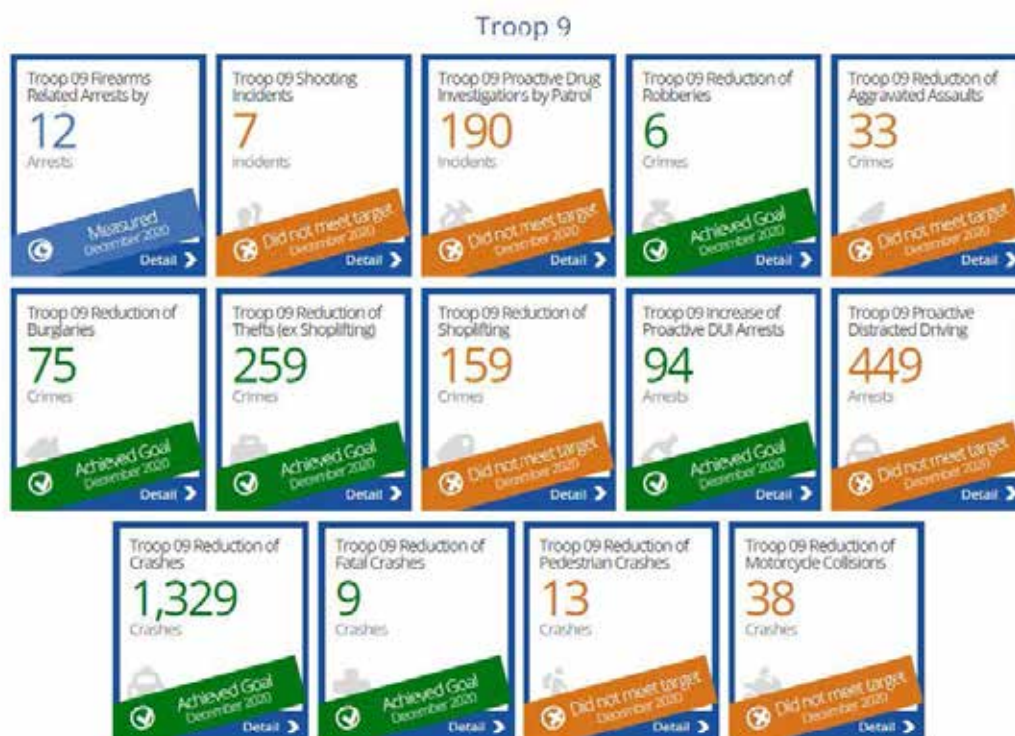 Troop 9
Troop 09 Firearms
Related Arrests by
12
Arrests
Measured
December 2020
Detail
Troop 09 Shooting
Incidents
7
Incidents
Did not meet target
December 2020
Detail
Troop 09 Proactive Drug
Investigations by Patrol
190
Incidents
Did not meet target
December 2020
Detail
Troop 09 Reduction of
Robberies
6
Crimes
Achieved Goal
December 2020
Detail
Troop 09 Reduction of
Aggravated Assaults
33
Crimes
Did not meet target
December 2020
Detail
Troop 09 Reduction of
Burglaries
75
Crimes
Achieved Goal
December 2020
Detail
Troop 09 Reduction of
Thefts (ex Shoplifting)
259
Crimes
Achieved Goal
December 2020
Detail
Troop 09 Reduction of
Shoplifting
159
Crimes
Did not meet target
December 2020
Detail
Troop 09 Increase of
Proactive DUI Arrests
94
Arrests
Achieved Goal
December 2020
Detail
Troop 09 Proactive
Distracted Driving
449
Arrests
Did not meet target
December 2020
Detail
Troop 09 Reduction of
Crashes
1,329
Crashes
Achieved Goal
December 2020
Detail
Troop 09 Reduction of
Fatal Crashes
9
Crashes
Achieved Goal
December 2020
Detail
Troop 09 Reduction of
Pedestrian Crashes
13
Crashes
Did not meet target
December 2020
Detail
Troop 09 Reduction of
Motorcycle Collisions
38
Crashes
Did not meet target
December 2020
Detail